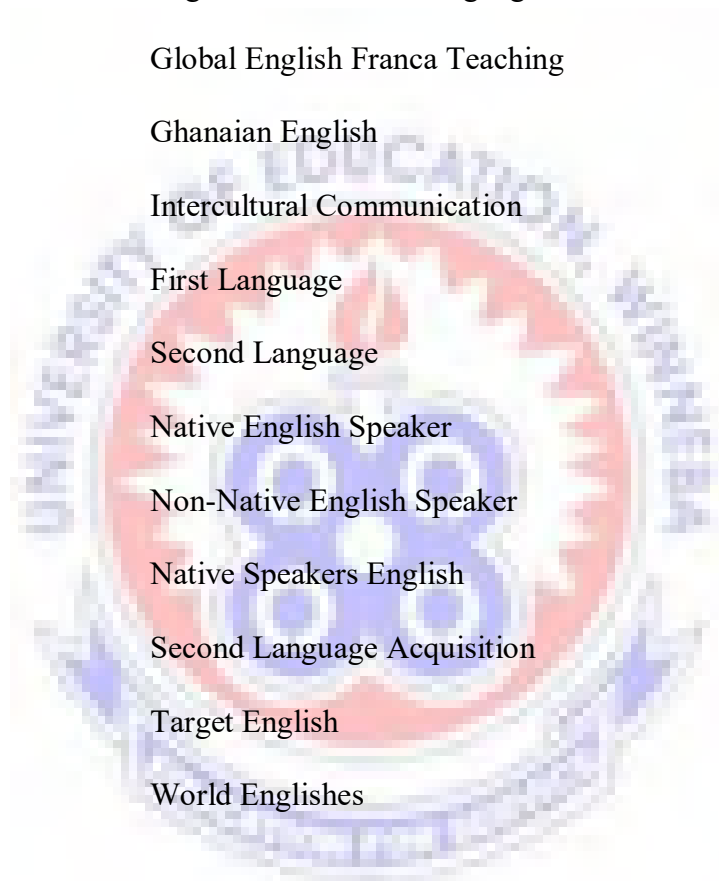 Global English Franca Teaching
Ghanaian English
Intercultural Communication
First Language
Second Language
Native English Speaker
Non-Native English Speaker
Native Speakers English
Second Language Acquisition
Target English
World Englishes
UNIVERSITY OF EDUCATION, WINNEBA